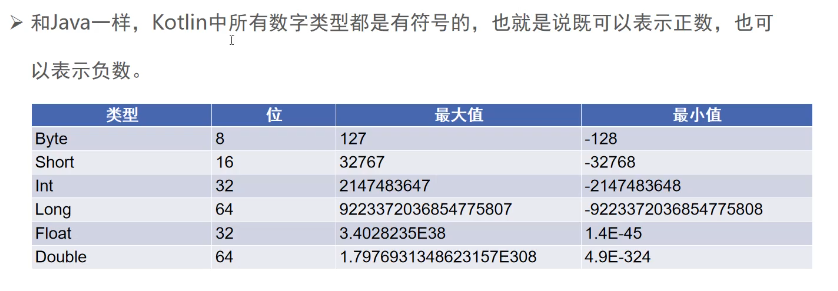 ➢ 和Java一样，Kotlin中所有数字类型都是有符号的，也就是说既可以表示正数，也可
以表示负数。
类型 位 最大值 最小值
Byte 8 127 -128
Short 16 32767 -32768
Int 32 2147483647 -2147483648
Long 64 9223372036854775807 -9223372036854775808
Float 32 3.4028235E38 1.4E-45
Double 64 1.7976931348623157E308 4.9E-324